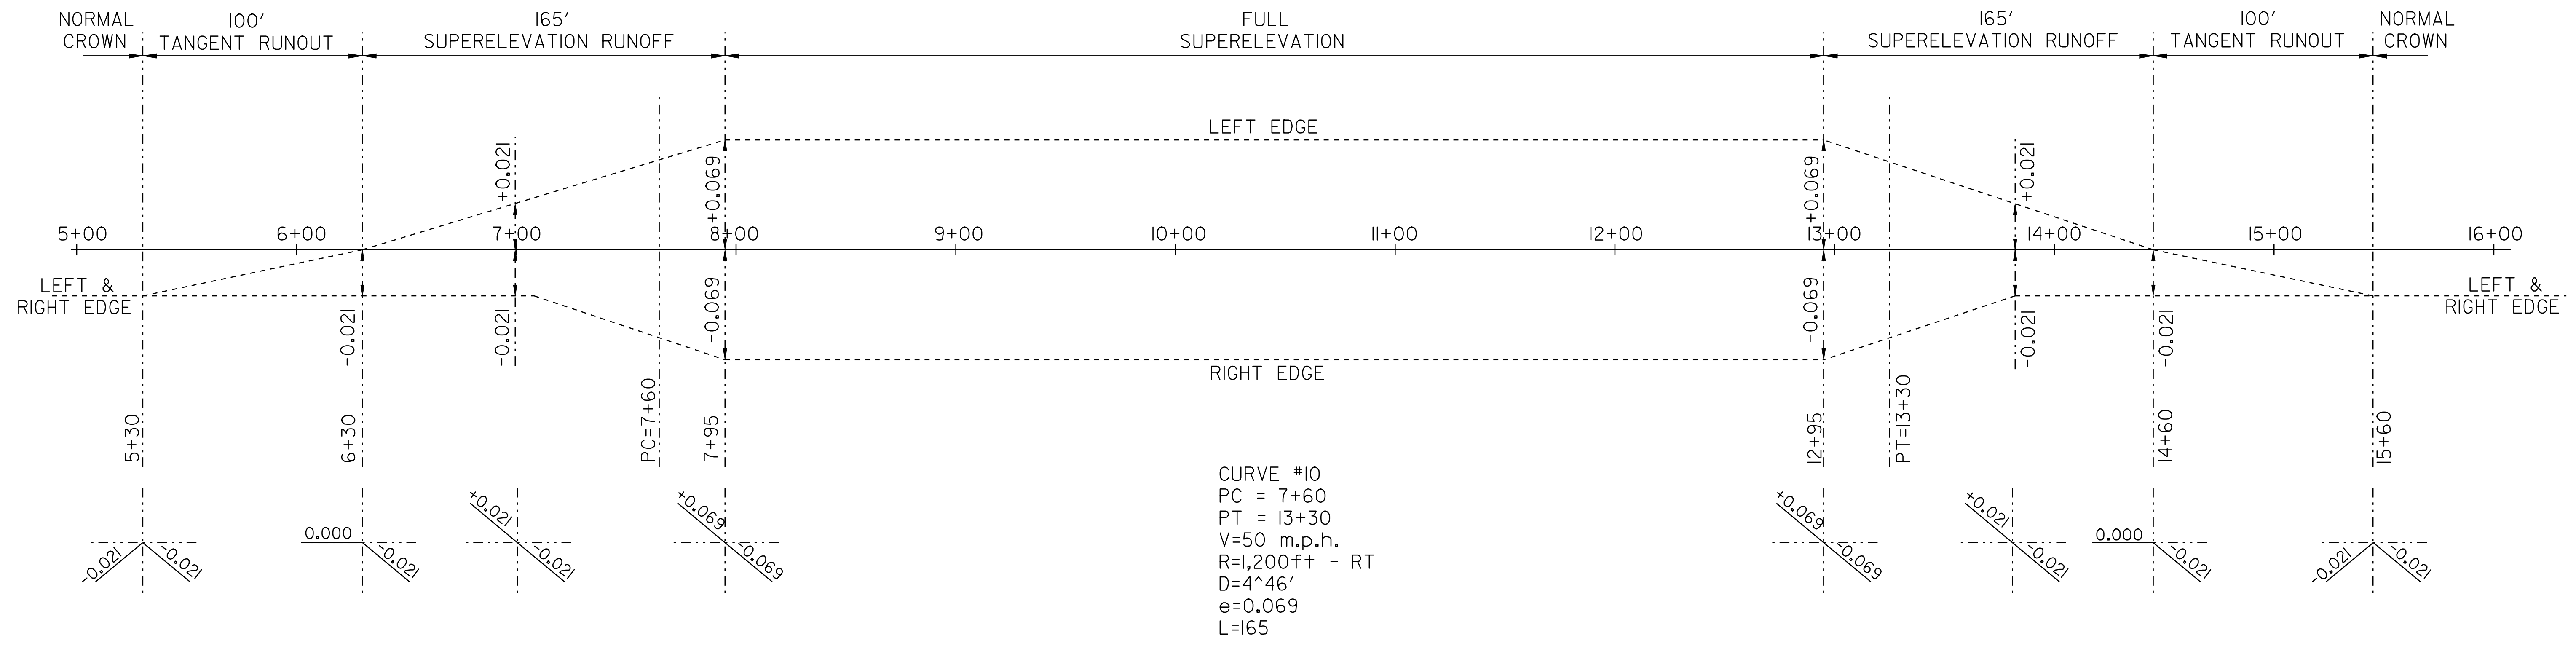 NORMAL
CROWN
100'
TANGENT RUNOUT
165'
SUPERELEVATION RUNOFF
FULL
SUPERELEVATION
165'
SUPERELEVATION RUNOFF
100'
TANGENT RUNOUT
NORMAL
CROWN
LEFT EDGE
+0.021
+0.069
+0.069
+0.021
5+00
6+00
7+00
8+00
9+00
10+00
11+00
12+00
13+00
14+00
15+00
16+00
LEFT &
RIGHT EDGE
-0.021
-0.021
-0.069
-0.069
-0.021
-0.021
LEFT &
RIGHT EDGE
RIGHT EDGE
5+30
6+30
PC=7+60
7+95
12+95
PT=13+30
14+60
15+60
-0.021
-0.021
0.000
-0.021
+0.021
-0.021
+0.069
-0.069
+0.069
-0.069
+0.021
-0.021
0.000
-0.021
-0.021
-0.021
CURVE #10
PC = 7+60
PT = 13+30
V=50 m.p.h.
R=1,200ft - RT
D=4^46'
e=0.069
L=165